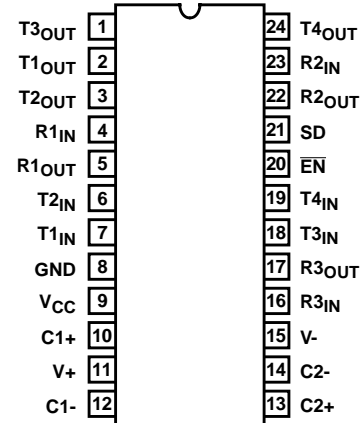 T3OUT 1 24 T4OUT
T1OUT 2 23 R2IN
T2OUT 3 22 R2OUT
R1IN 4 21 SD
R1OUT 5 20 E̅N̅
T2IN 6 19 T4IN
T1IN 7 18 T3IN
GND 8 17 R3OUT
VCC 9 16 R3IN
C1+ 10 15 V-
V+ 11 14 C2-
C1- 12 13 C2+